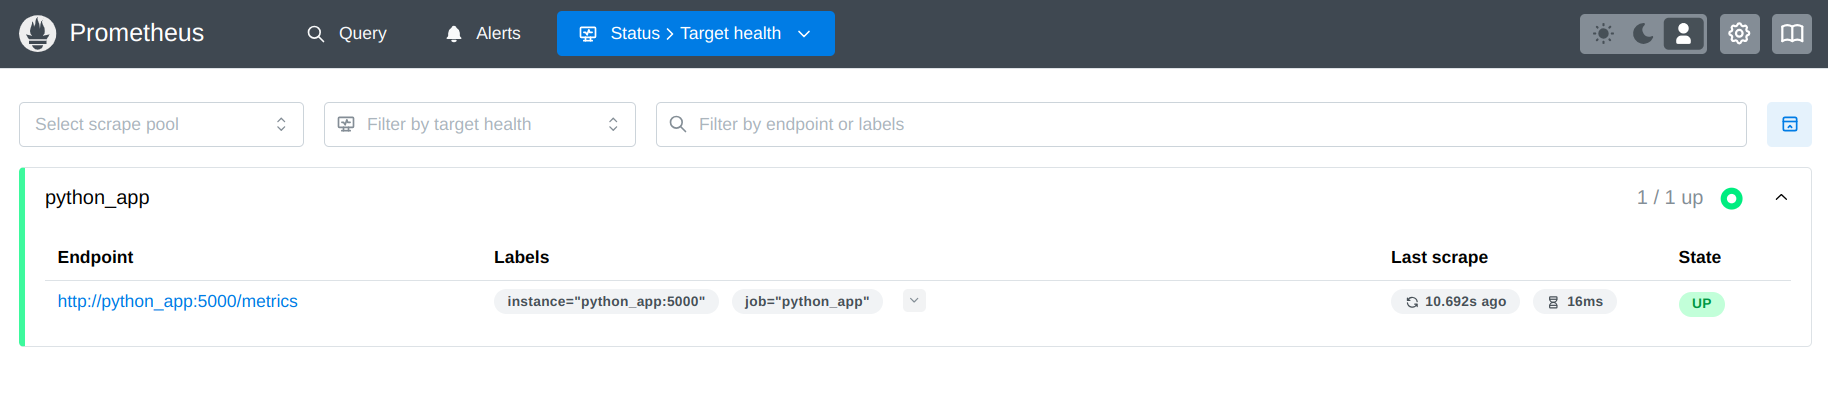 Prometheus Query Alerts Status > Target health
Select scrape pool Filter by target health Filter by endpoint or labels
python_app 1 / 1 up
Endpoint Labels Last scrape State
http://python_app:5000/metrics instance="python_app:5000" job="python_app" 10.692s ago 16ms UP